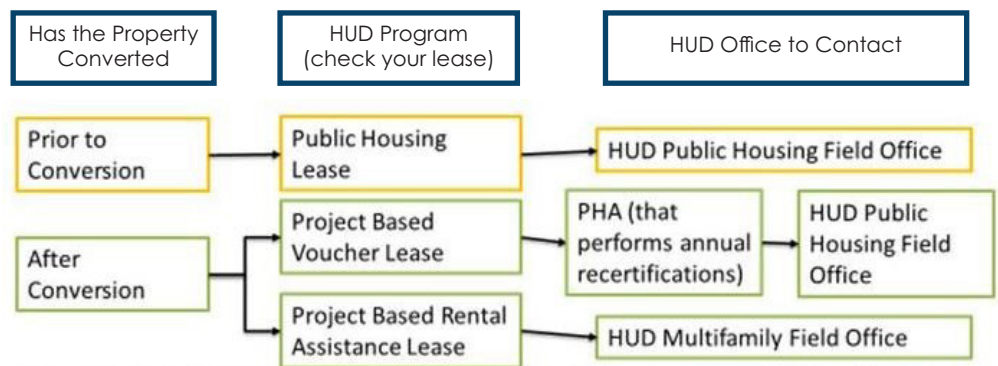 Has the Property
Converted
HUD Program
(check your lease)
HUD Office to Contact
Prior to
Conversion
Public Housing
Lease
HUD Public Housing Field Office
After
Conversion
Project Based
Voucher Lease
PHA (that
performs annual
recertifications)
HUD Public
Housing Field
Office
Project Based Rental
Assistance Lease
HUD Multifamily Field Office